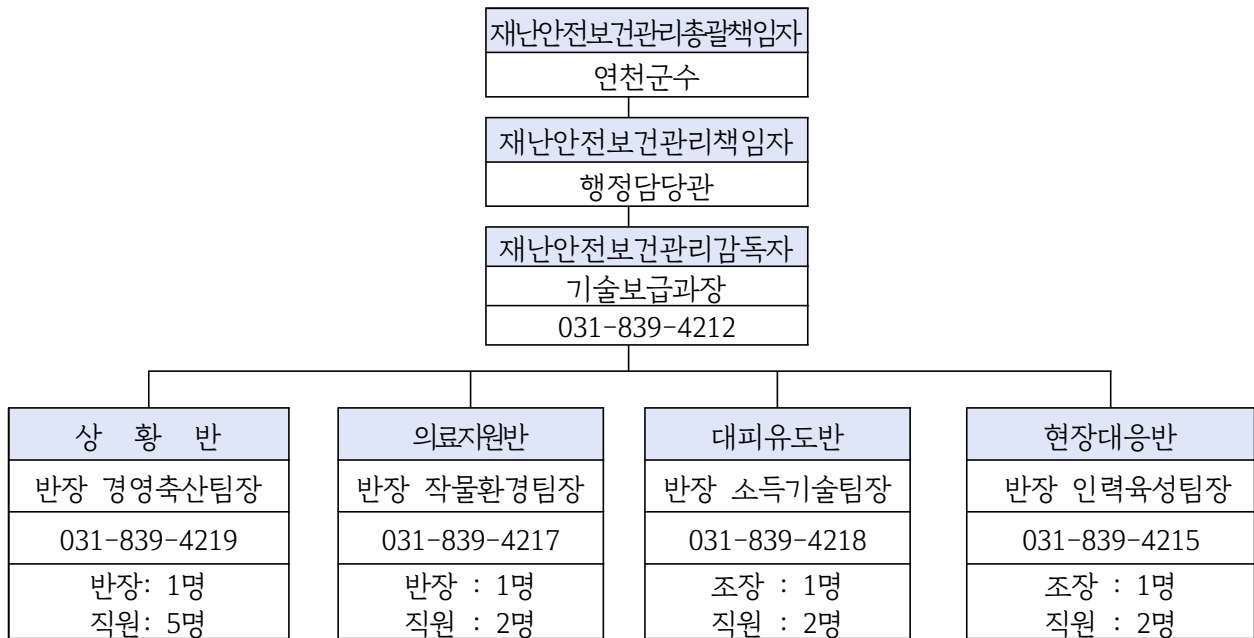 재난안전보건관리총괄책임자
연천군수
재난안전보건관리책임자
행정담당관
재난안전보건관리감독자
기술보급과장
031-839-4212
상 황 반
반장 경영축산팀장
031-839-4219
반장: 1명
직원: 5명
의료지원반
반장 작물환경팀장
031-839-4217
반장 : 1명
직원 : 2명
대피유도반
반장 소득기술팀장
031-839-4218
조장 : 1명
직원 : 2명
현장대응반
반장 인력육성팀장
031-839-4215
조장 : 1명
직원 : 2명